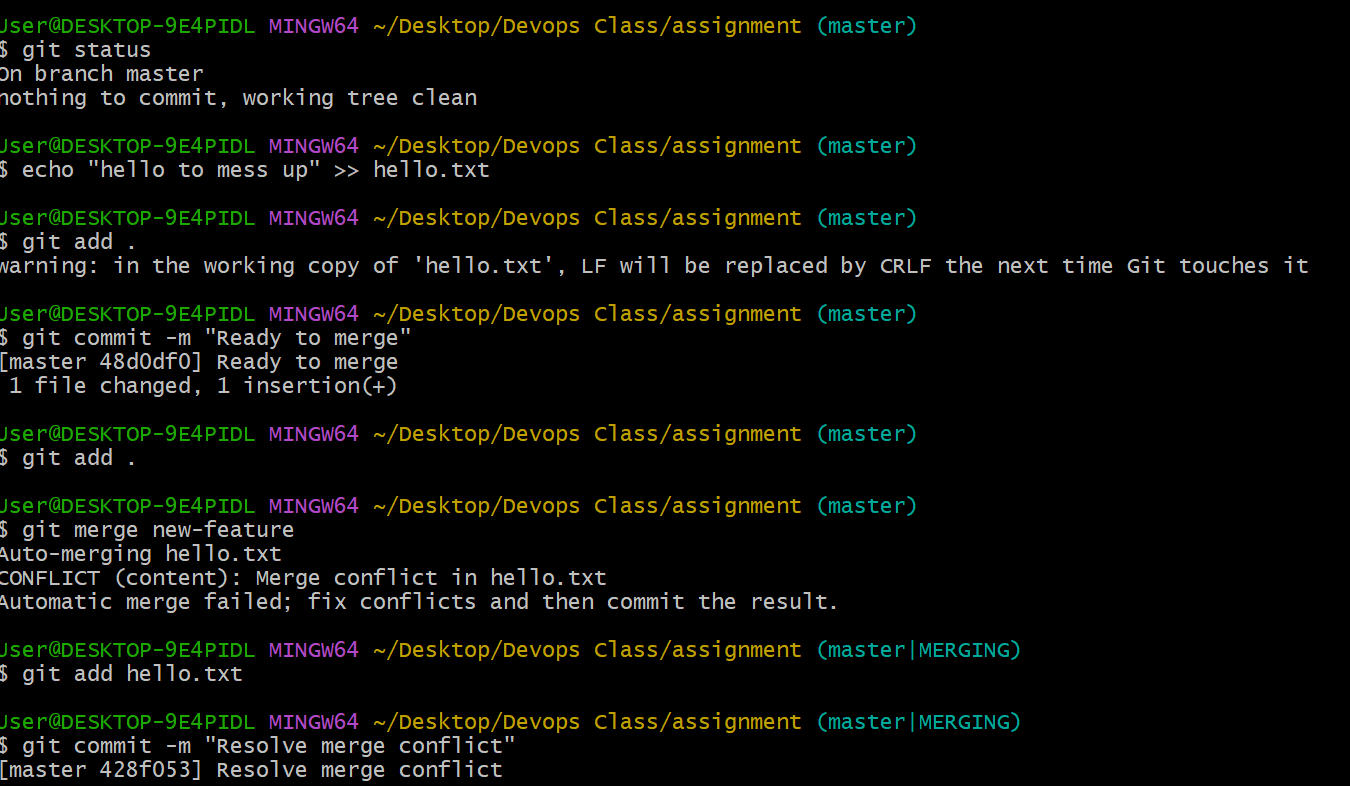 User@DESKTOP-9E4PIDL MINGW64 ~/Desktop/Devops Class/assignment (master)
$ git status
On branch master
nothing to commit, working tree clean
User@DESKTOP-9E4PIDL MINGW64 ~/Desktop/Devops Class/assignment (master)
$ echo "hello to mess up" >> hello.txt
User@DESKTOP-9E4PIDL MINGW64 ~/Desktop/Devops Class/assignment (master)
$ git add .
warning: in the working copy of 'hello.txt', LF will be replaced by CRLF the next time Git touches it
User@DESKTOP-9E4PIDL MINGW64 ~/Desktop/Devops Class/assignment (master)
$ git commit -m "Ready to merge"
[master 48d0df0] Ready to merge
1 file changed, 1 insertion(+)
User@DESKTOP-9E4PIDL MINGW64 ~/Desktop/Devops Class/assignment (master)
$ git add .
User@DESKTOP-9E4PIDL MINGW64 ~/Desktop/Devops Class/assignment (master)
$ git merge new-feature
Auto-merging hello.txt
CONFLICT (content): Merge conflict in hello.txt
Automatic merge failed; fix conflicts and then commit the result.
User@DESKTOP-9E4PIDL MINGW64 ~/Desktop/Devops Class/assignment (master|MERGING)
$ git add hello.txt
User@DESKTOP-9E4PIDL MINGW64 ~/Desktop/Devops Class/assignment (master|MERGING)
$ git commit -m "Resolve merge conflict"
[master 428f053] Resolve merge conflict